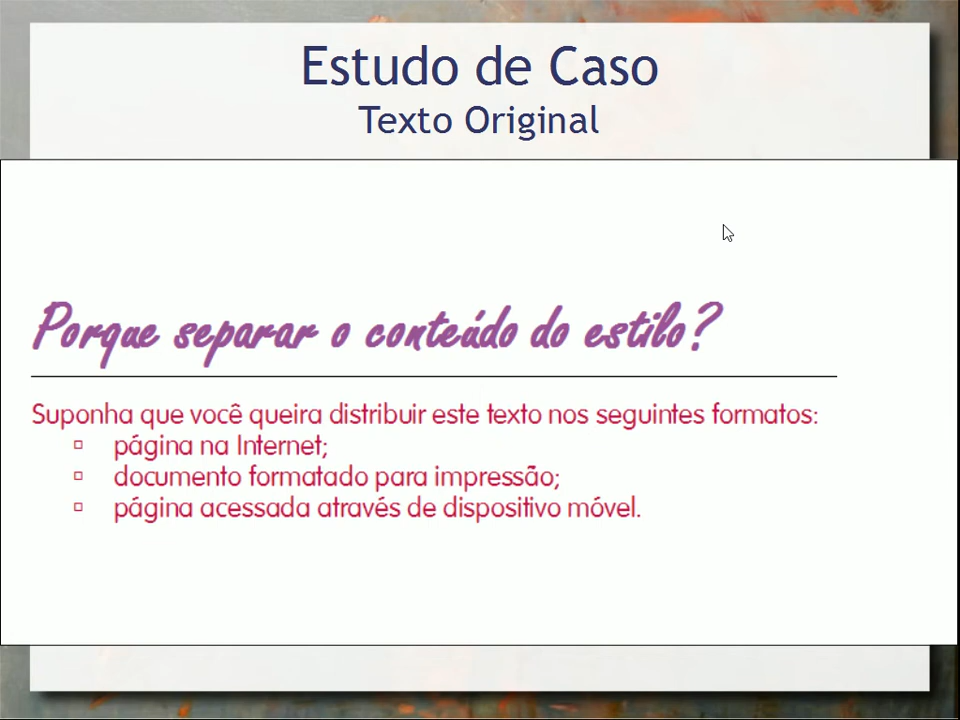 Estudo de Caso
Texto Original
Porque separar o conteúdo do estilo?
Suponha que você queira distribuir este texto nos seguintes formatos:
página na Internet;
documento formatado para impressão;
página acessada através de dispositivo móvel.